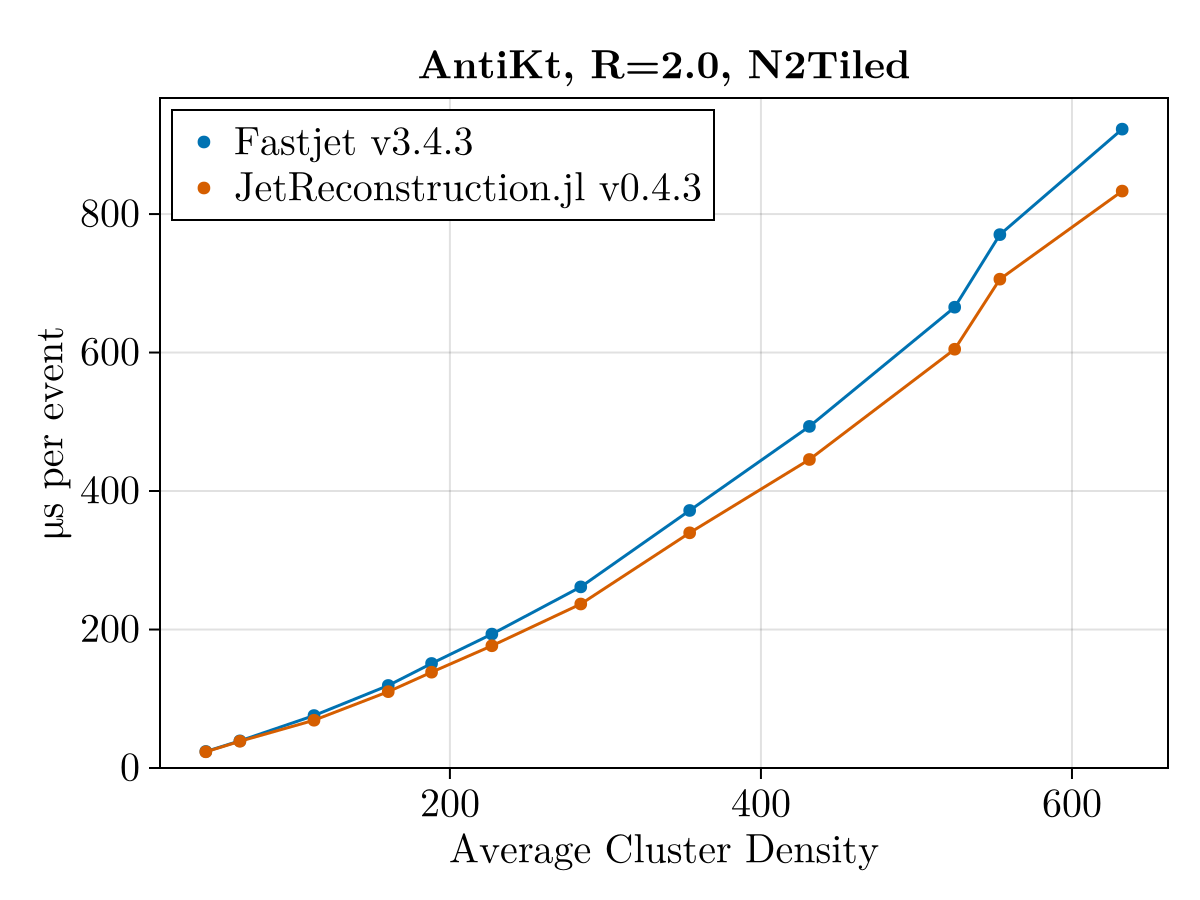 AntiKt, R=2.0, N2Tiled
Fastjet v3.4.3
JetReconstruction.jl v0.4.3
μs per event
800
600
400
200
0
200 400 600
Average Cluster Density